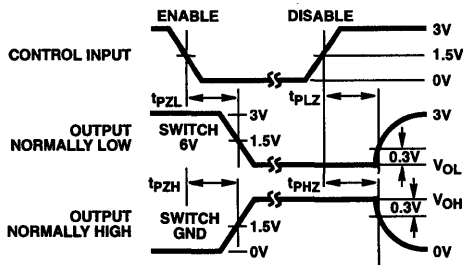 ENABLE DISABLE
CONTROL INPUT
3V
1.5V
0V
tPZL tPLZ
OUTPUT
NORMALLY LOW
SWITCH
6V
3V
1.5V
3V
0.3V
VOL
tPZH tPHZ
OUTPUT
NORMALLY HIGH
SWITCH
GND
1.5V
0V
VOH
0.3V
0V